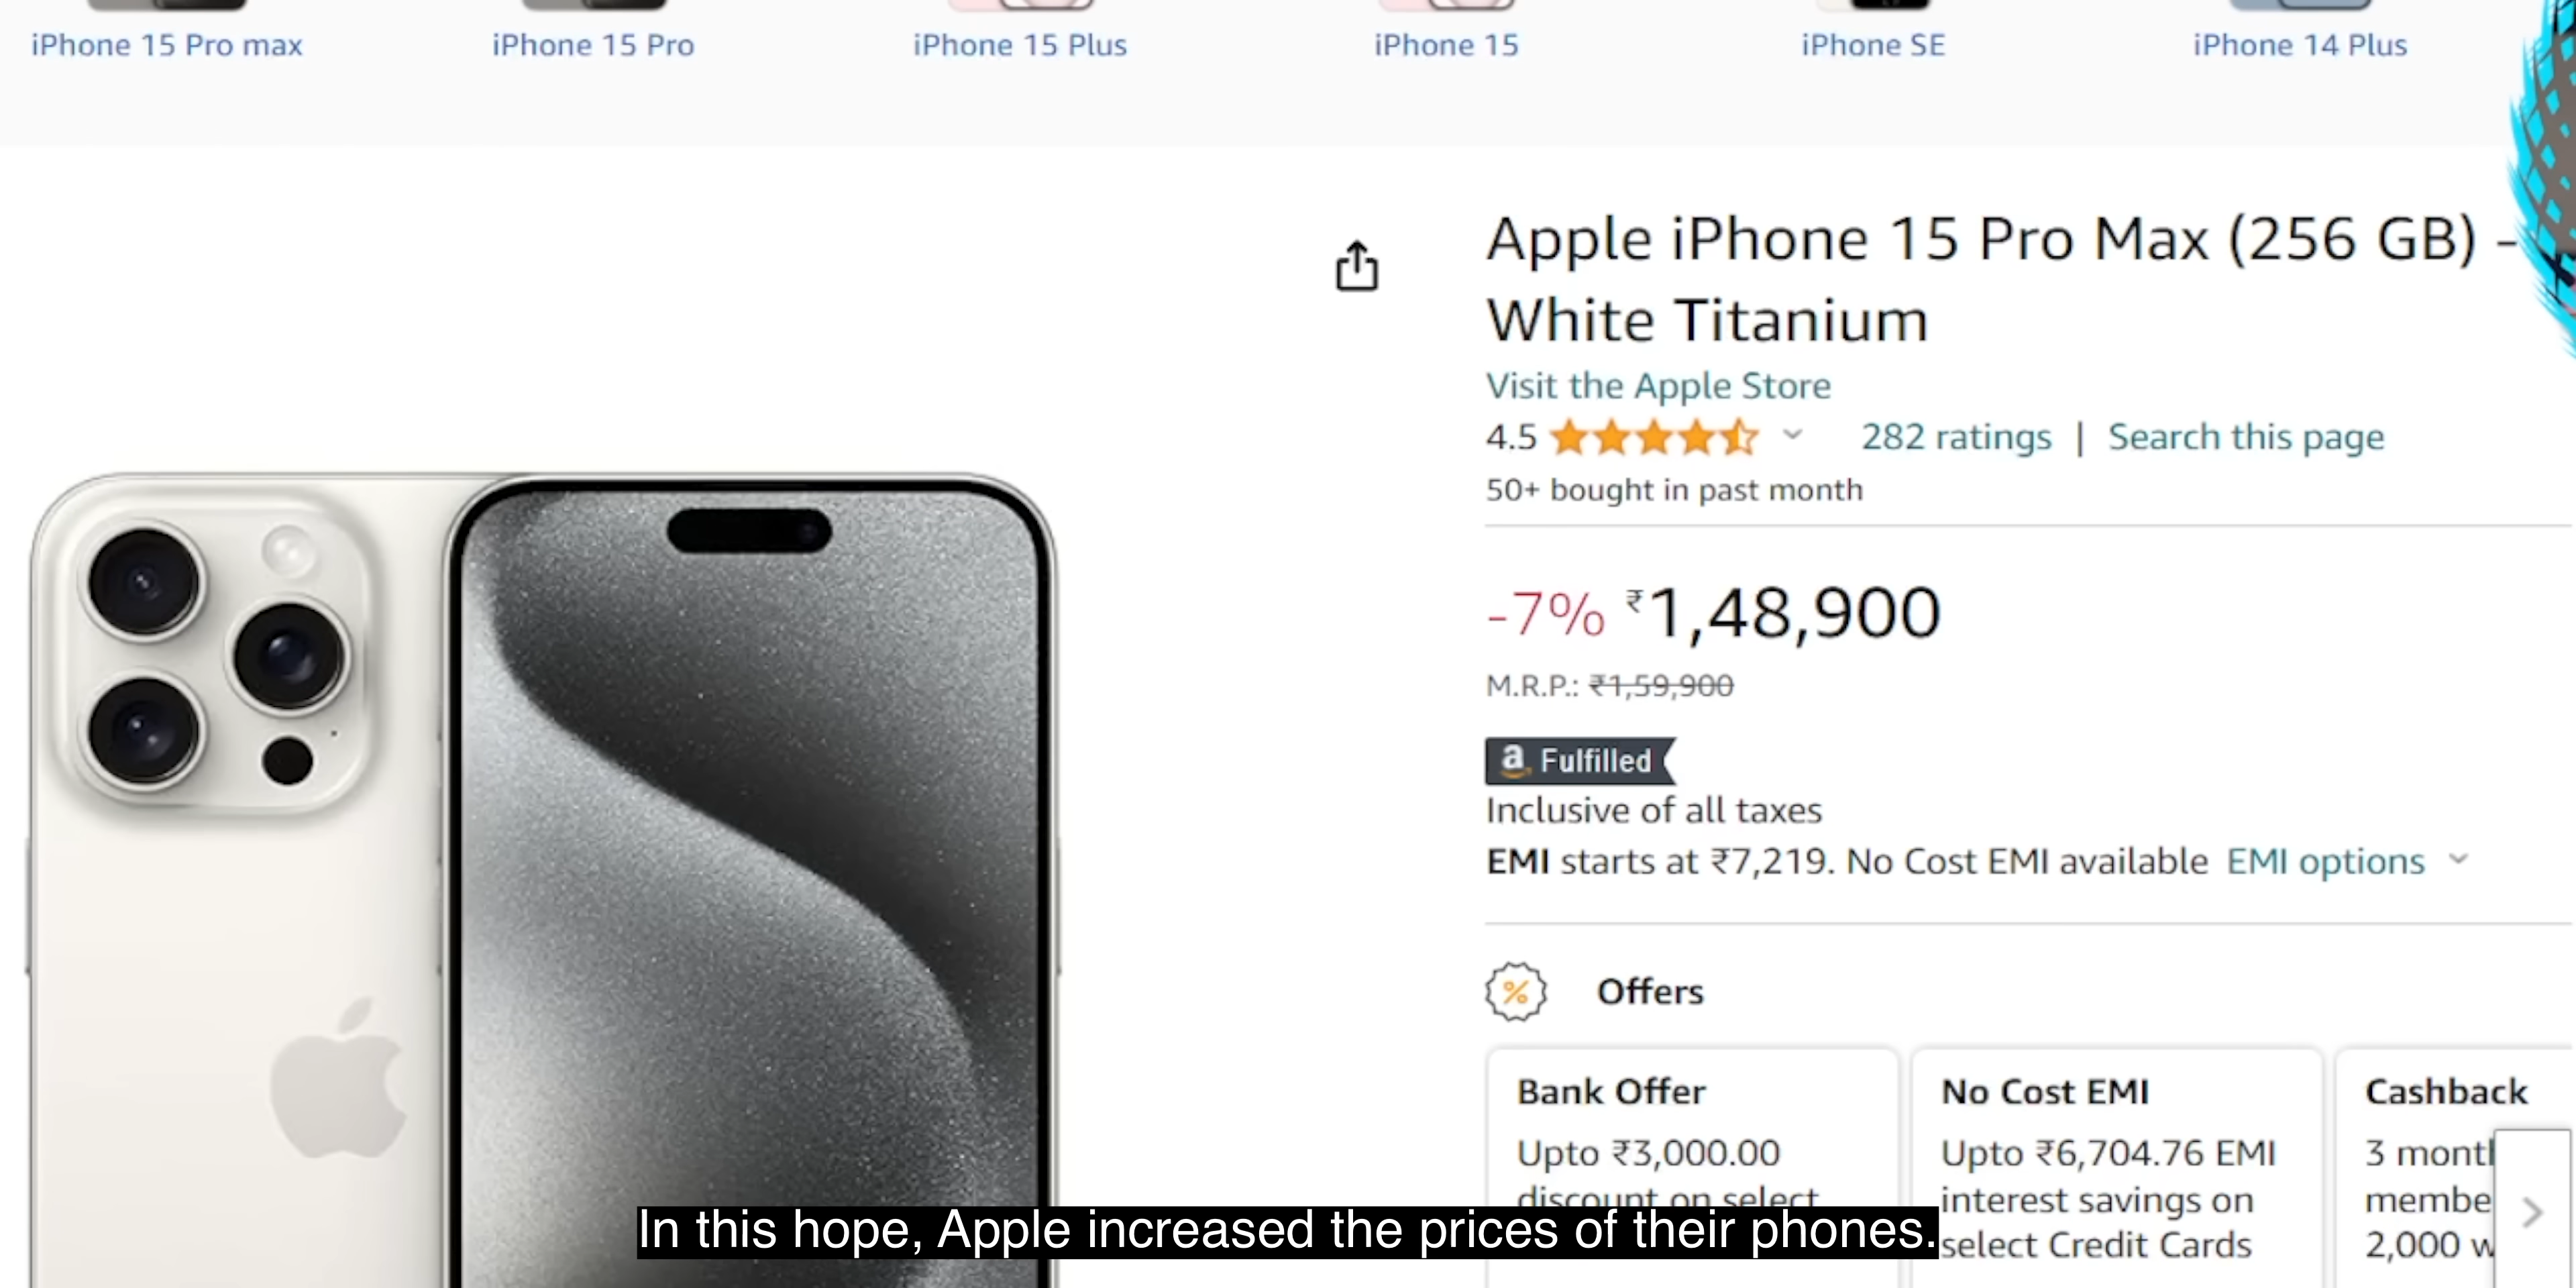 iPhone 15 Pro max
iPhone 15 Pro
iPhone 15 Plus
iPhone 15
iPhone SE
iPhone 14 Plus
Apple iPhone 15 Pro Max (256 GB) -
White Titanium
Visit the Apple Store
4.5 282 ratings | Search this page
50+ bought in past month
-7% ₹1,48,900
M.R.P.: ₹1,59,900
a Fulfilled
Inclusive of all taxes
EMI starts at ₹7,219. No Cost EMI available EMI options
% Offers
Bank Offer
Upto ₹3,000.00
discount on select
No Cost EMI
Upto ₹6,704.76 EMI
interest savings on
select Credit Cards
Cashback
3 mont
membe
2,000 w
In this hope, Apple increased the prices of their phones.